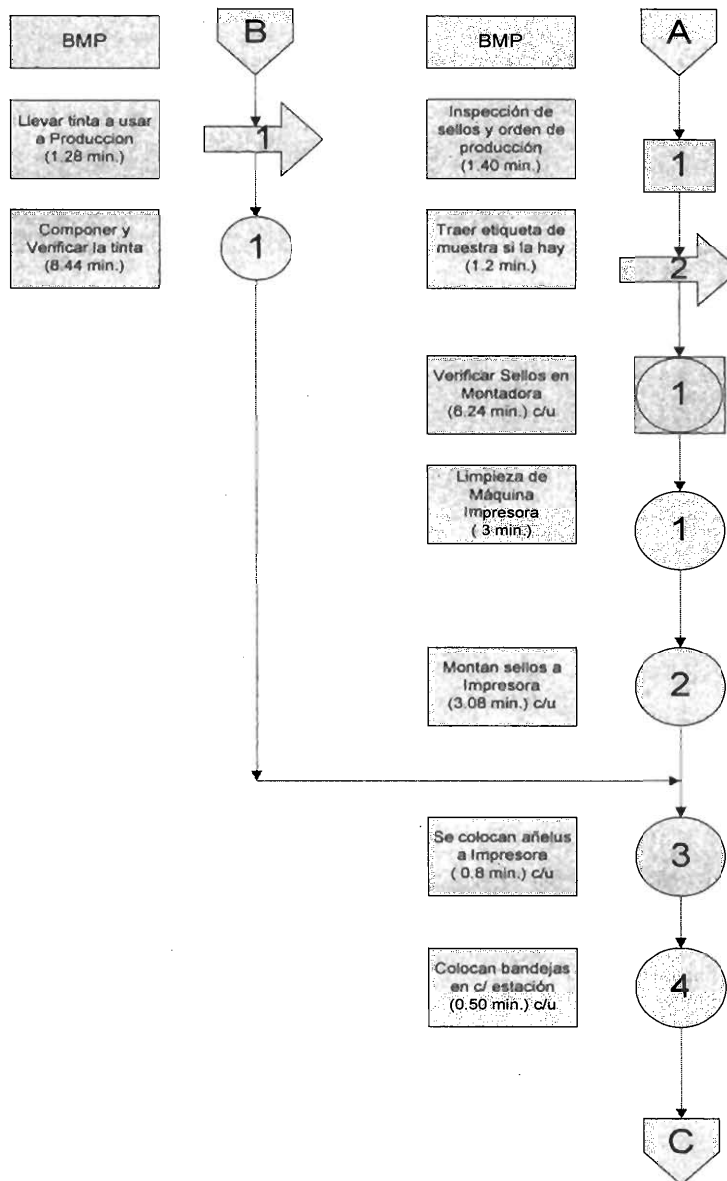 BMP
B
Llevar tinta a usar
a Produccion
(1.28 min.)
1
Componer y
Verificar la tinta
(8.44 min.)
1
BMP
A
Inspección de
sellos y orden de
producción
(1.40 min.)
1
Traer etiqueta de
muestra si la hay
(1.2 min.)
2
Verificar Sellos en
Montadora
(6.24 min.) c/u
1
Limpieza de
Máquina
Impresora
( 3 min.)
1
Montan sellos a
Impresora
(3.08 min.) c/u
2
Se colocan añelus
a Impresora
( 0.8 min.) c/u
3
Colocan bandejas
en c/ estación
(0.50 min.) c/u
4
C